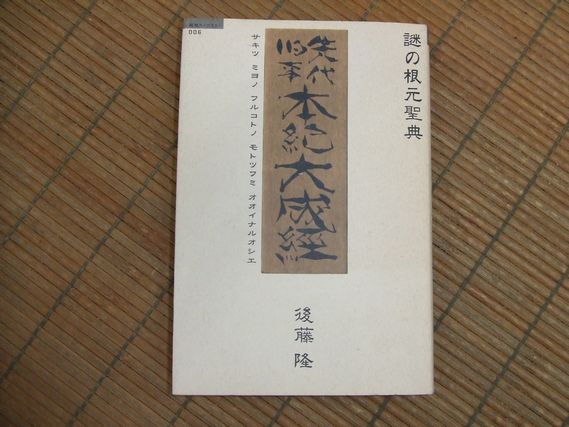 謎の根元聖典
先代
旧事
本紀大成経
サキツ ミヨノ フルコトノ モトツフミ オオイナルオシエ
後藤隆
006